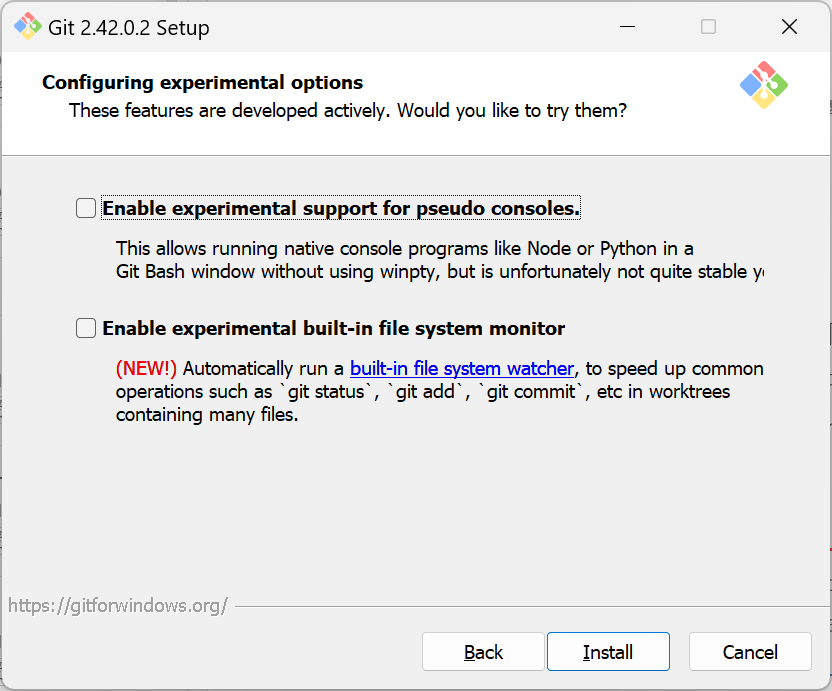 Git 2.42.0.2 Setup
Configuring experimental options
These features are developed actively. Would you like to try them?
Enable experimental support for pseudo consoles.
This allows running native console programs like Node or Python in a
Git Bash window without using winpty, but is unfortunately not quite stable
Enable experimental built-in file system monitor
(NEW!) Automatically run a built-in file system watcher, to speed up common
operations such as `git status`, `git add`, `git commit`, etc in worktrees
containing many files.
https://gitforwindows.org/
Back
Install
Cancel